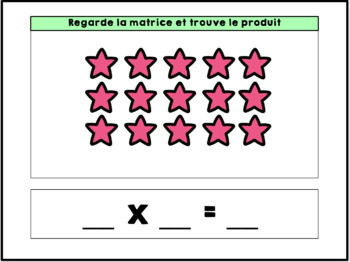 Regarde la matrice et trouve le produit
__ x __ = __